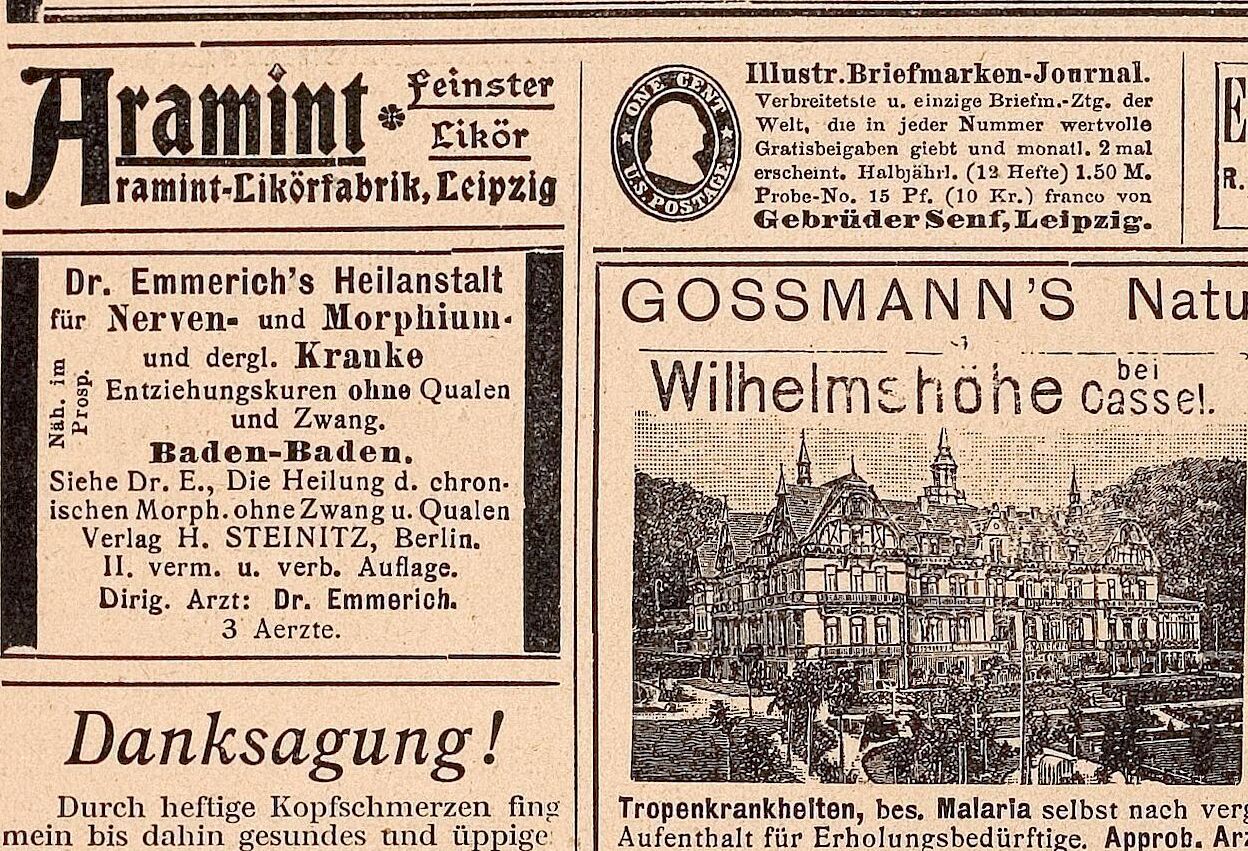 Aramint
Feinster
Likör
Aramint-Likörfabrik, Leipzig
ONE CENT
U.S. POSTAGE.
Illustr. Briefmarken-Journal.
Verbreitetste u. einzige Briefm.-Ztg. der
Welt, die in jeder Nummer wertvolle
Gratisbeigaben giebt und monatl. 2 mal
erscheint. Halbjährl. (12 Hefte) 1.50 M.
Probe-No. 15 Pf. (10 Kr.) franco von
Gebrüder Senf, Leipzig.
R.
Dr. Emmerich's Heilanstalt
für Nerven- und Morphium-
und dergl. Kranke
Entziehungskuren ohne Qualen
und Zwang.
Näh. im
Prosp.
Baden-Baden.
Siehe Dr. E., Die Heilung d. chron-
ischen Morph. ohne Zwang u. Qualen
Verlag H. STEINITZ, Berlin.
II. verm. u. verb. Auflage.
Dirig. Arzt: Dr. Emmerich.
3 Aerzte.
Danksagung!
Durch heftige Kopfschmerzen fing
mein bis dahin gesundes und üppige
GOSSMANN'S Natu
Wilhelmshöhe bei Cassel.
Tropenkrankheiten, bes. Malaria selbst nach verg
Aufenthalt für Erholungsbedürftige. Approb. Arz